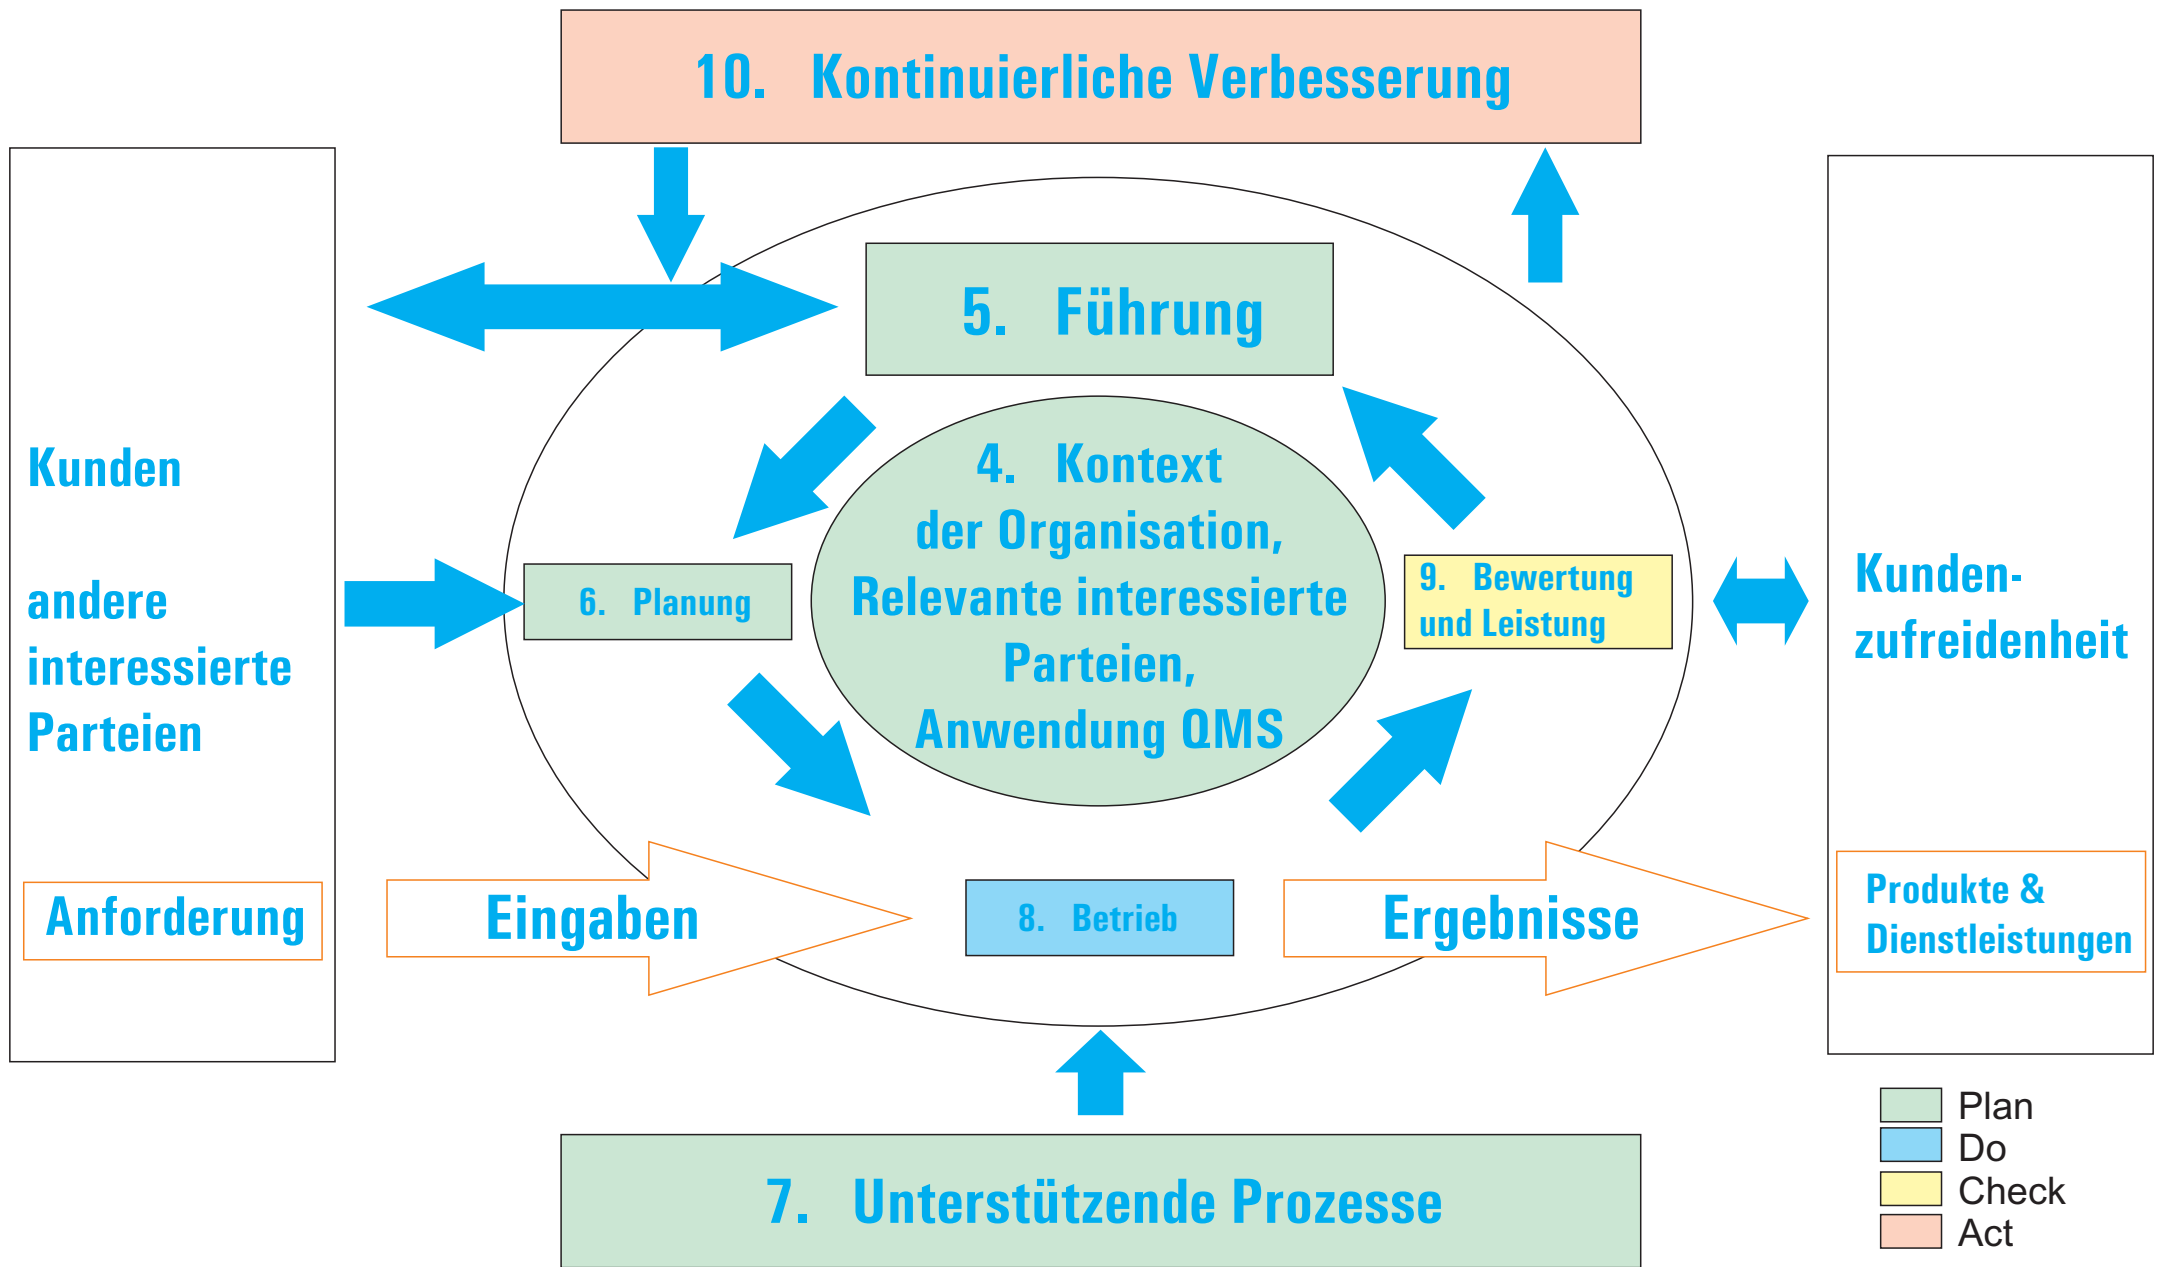 10. Kontinuierliche Verbesserung
5. Führung
4. Kontext
der Organisation,
Relevante interessierte
Parteien,
Anwendung QMS
Kunden
andere
interessierte
Parteien
Anforderung
6. Planung
9. Bewertung
und Leistung
Kunden-
zufreidenheit
Eingaben
8. Betrieb
Ergebnisse
Produkte &
Dienstleistungen
7. Unterstützende Prozesse
Plan
Do
Check
Act